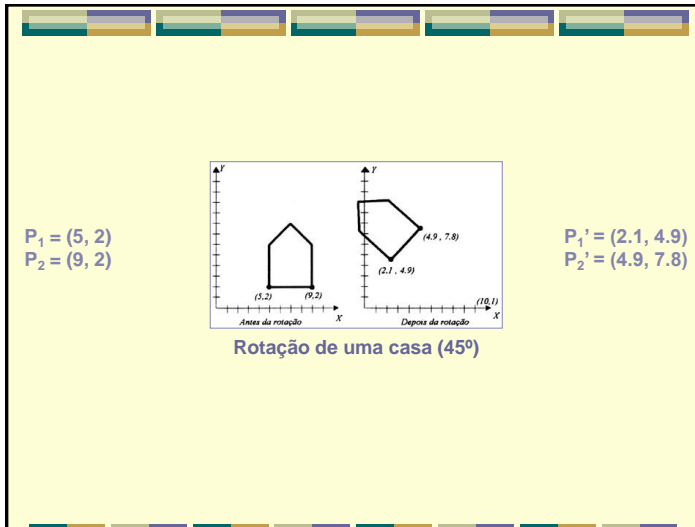 P₁ = (5, 2)
P₂ = (9, 2)
Y
(5,2)
(9,2)
X
Antes da rotação
Y
(4.9 , 7.8)
(2.1 , 4.9)
(10,1)
X
Depois da rotação
P₁’ = (2.1, 4.9)
P₂’ = (4.9, 7.8)
Rotação de uma casa (45º)